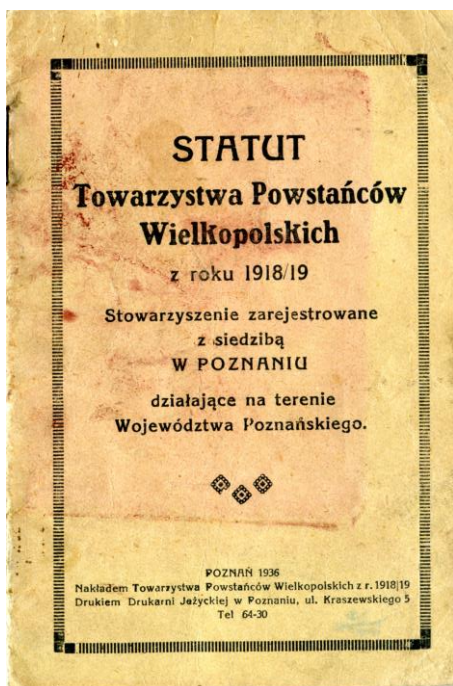 STATUT
Towarzystwa Powstańców
Wielkopolskich
z roku 1918/19
Stowarzyszenie zarejestrowane
z siedzibą
W POZNANIU
działające na terenie
Województwa Poznańskiego.
POZNAŃ 1936
Nakładem Towarzystwa Powstańców Wielkopolskich z r. 1918|19
Drukiem Drukarni Jeżyckiej w Poznaniu, ul. Kraszewskiego 5
Tel 64-30